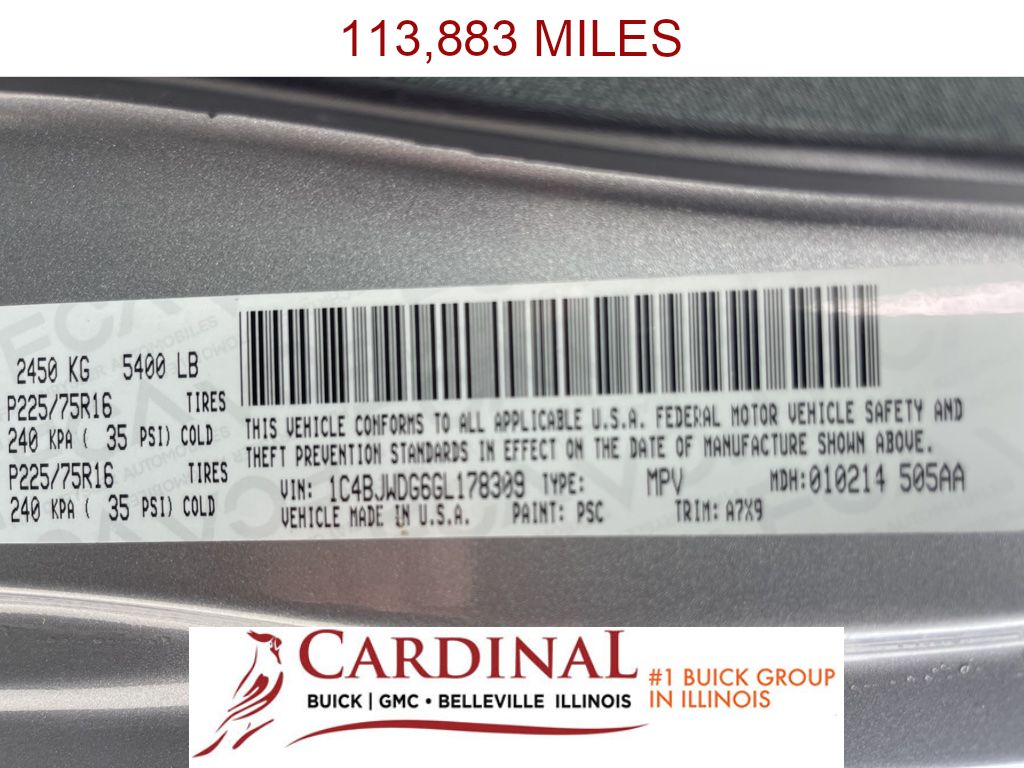 113,883 MILES
2450 KG 5400 LB
P225/75R16 TIRES
240 KPA ( 35 PSI) COLD
P225/75R16 TIRES
240 KPA ( 35 PSI) COLD
THIS VEHICLE CONFORMS TO ALL APPLICABLE U.S.A. FEDERAL MOTOR VEHICLE SAFETY AND
THEFT PREVENTION STANDARDS IN EFFECT ON THE DATE OF MANUFACTURE SHOWN ABOVE.
VIN: 1C4BJWDG6GL178309 TYPE: MPV MDH:010214 505AA
VEHICLE MADE IN U.S.A. PAINT: PSC TRIM: A7X9
CARDINAL
BUICK | GMC • BELLEVILLE ILLINOIS
#1 BUICK GROUP
IN ILLINOIS